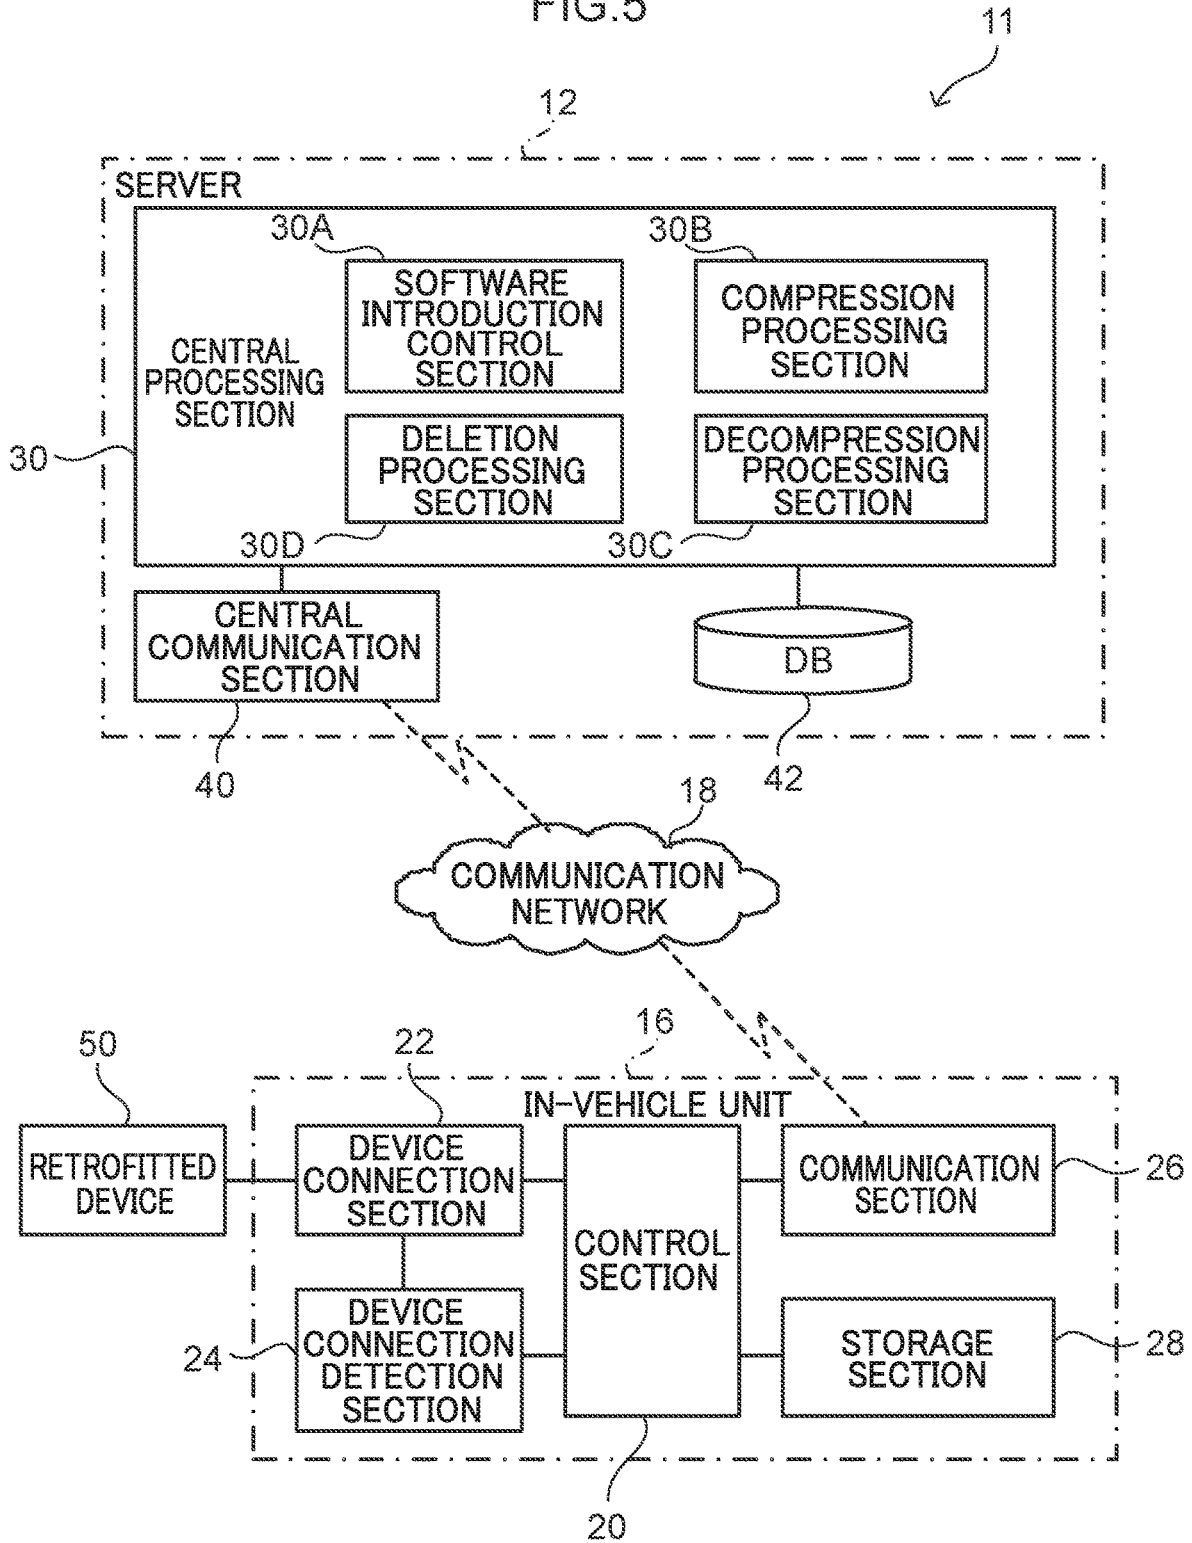 FIG.5
11
12
SERVER
30A
30B
SOFTWARE
INTRODUCTION
CONTROL
SECTION
COMPRESSION
PROCESSING
SECTION
CENTRAL
PROCESSING
SECTION
30
DELETION
PROCESSING
SECTION
DECOMPRESSION
PROCESSING
SECTION
30D
30C
CENTRAL
COMMUNICATION
SECTION
DB
40
42
18
COMMUNICATION
NETWORK
16
50
22
IN-VEHICLE UNIT
RETROFITTED
DEVICE
DEVICE
CONNECTION
SECTION
COMMUNICATION
SECTION
26
CONTROL
SECTION
24
DEVICE
CONNECTION
DETECTION
SECTION
STORAGE
SECTION
28
20